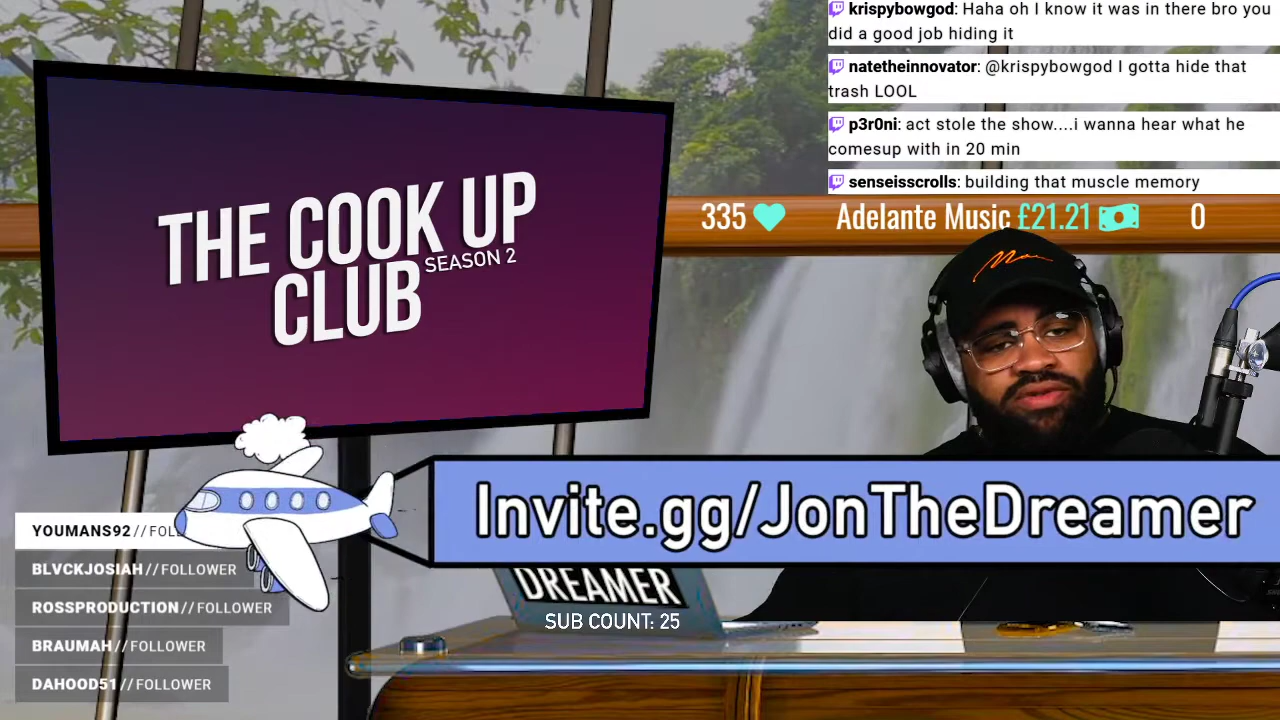 krispybowgod: Haha oh I know it was in there bro you
did a good job hiding it
natetheinnovator: @krispybowgod I gotta hide that
trash LOOL
p3r0ni: act stole the show....i wanna hear what he
comesup with in 20 min
senseisscrolls: building that muscle memory
335 Adelante Music £21.21 0
THE COOK UP
CLUB SEASON 2
Invite.gg/JonTheDreamer
YOUMANS92//FOL
BLVCKJOSIAH//FOLLOWER
ROSSPRODUCTION//FOLLOWER
BRAUMAH//FOLLOWER
DAHOOD51//FOLLOWER
DREAMER
SUB COUNT: 25